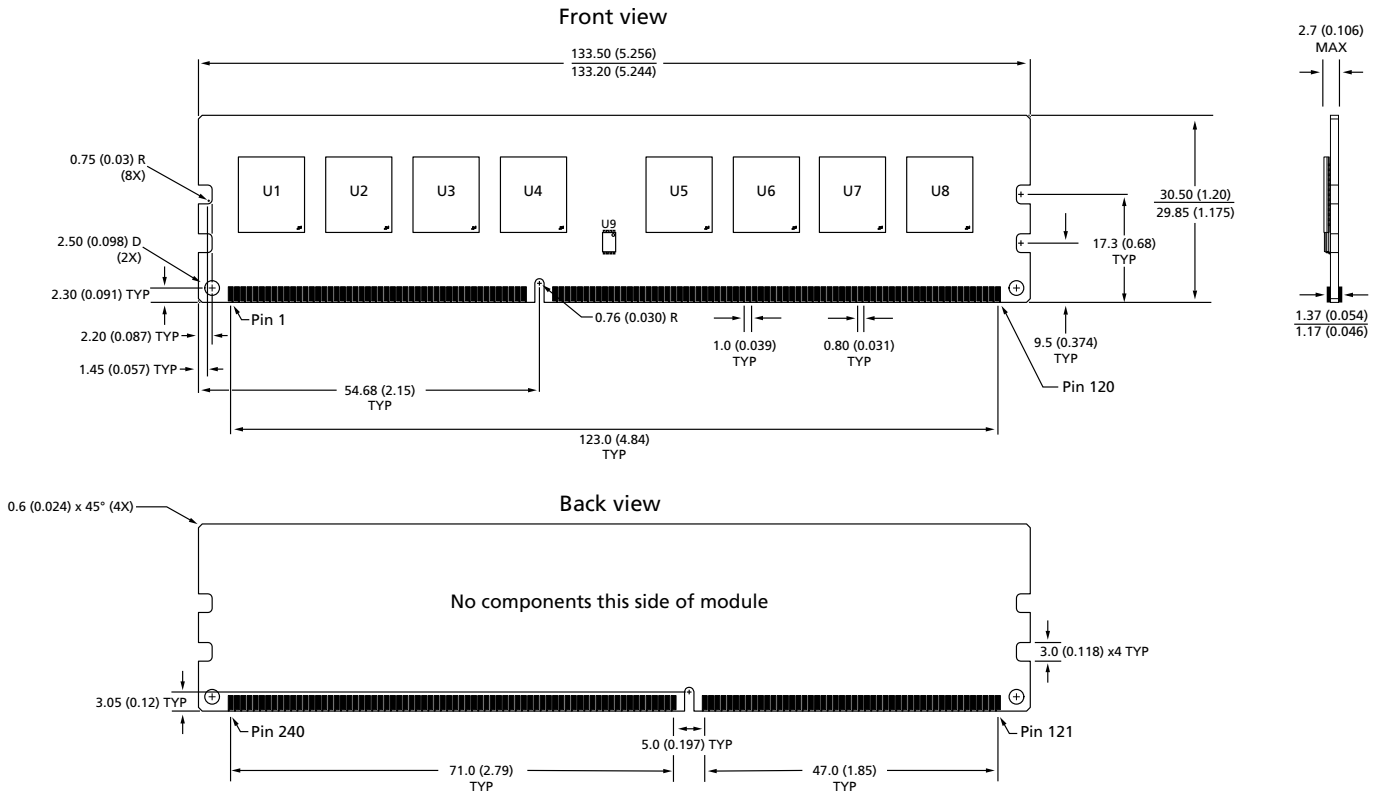 Front view
133.50 (5.256)
133.20 (5.244)
2.7 (0.106)
MAX
0.75 (0.03) R
(8X)
U1
U2
U3
U4
U5
U6
U7
U8
U9
30.50 (1.20)
29.85 (1.175)
17.3 (0.68)
TYP
2.50 (0.098) D
(2X)
2.30 (0.091) TYP
Pin 1
0.76 (0.030) R
2.20 (0.087) TYP
1.0 (0.039)
TYP
0.80 (0.031)
TYP
9.5 (0.374)
TYP
1.37 (0.054)
1.17 (0.046)
1.45 (0.057) TYP
54.68 (2.15)
TYP
Pin 120
123.0 (4.84)
TYP
Back view
0.6 (0.024) x 45° (4X)
No components this side of module
3.0 (0.118) x4 TYP
3.05 (0.12) TYP
Pin 240
5.0 (0.197) TYP
Pin 121
71.0 (2.79)
TYP
47.0 (1.85)
TYP